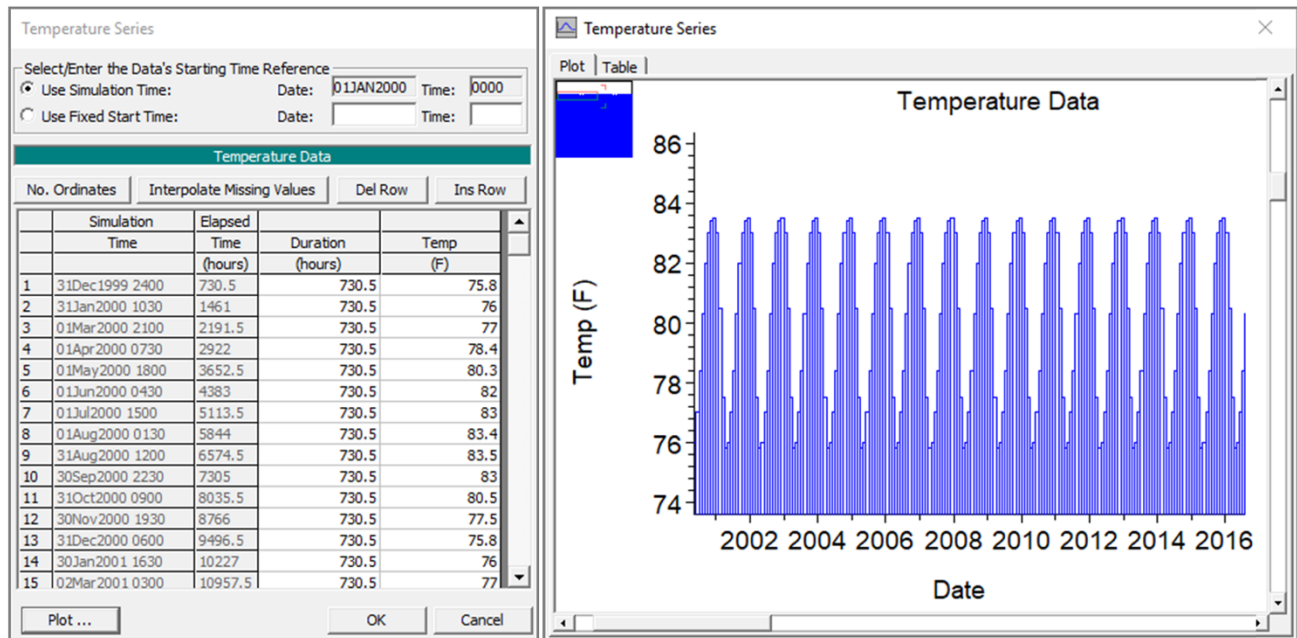 Temperature Series
Select/Enter the Data's Starting Time Reference
Use Simulation Time: Date: 01JAN2000 Time: 0000
Use Fixed Start Time: Date: Time:
Temperature Data
No. Ordinates Interpolate Missing Values Del Row Ins Row
Simulation Elapsed
Time Time Duration Temp
(hours) (hours) (F)
1 31Dec1999 2400 730.5 730.5 75.8
2 31Jan2000 1030 1461 730.5 76
3 01Mar2000 2100 2191.5 730.5 77
4 01Apr2000 0730 2922 730.5 78.4
5 01May2000 1800 3652.5 730.5 80.3
6 01Jun2000 0430 4383 730.5 82
7 01Jul2000 1500 5113.5 730.5 83
8 01Aug2000 0130 5844 730.5 83.4
9 31Aug2000 1200 6574.5 730.5 83.5
10 30Sep2000 2230 7305 730.5 83
11 31Oct2000 0900 8035.5 730.5 80.5
12 30Nov2000 1930 8766 730.5 77.5
13 31Dec2000 0600 9496.5 730.5 75.8
14 30Jan2001 1630 10227 730.5 76
15 02Mar2001 0300 10957.5 730.5 77
Plot ... OK Cancel
Temperature Series
Plot Table
Temperature Data
Temp (F)
86
84
82
80
78
76
74
2002 2004 2006 2008 2010 2012 2014 2016
Date